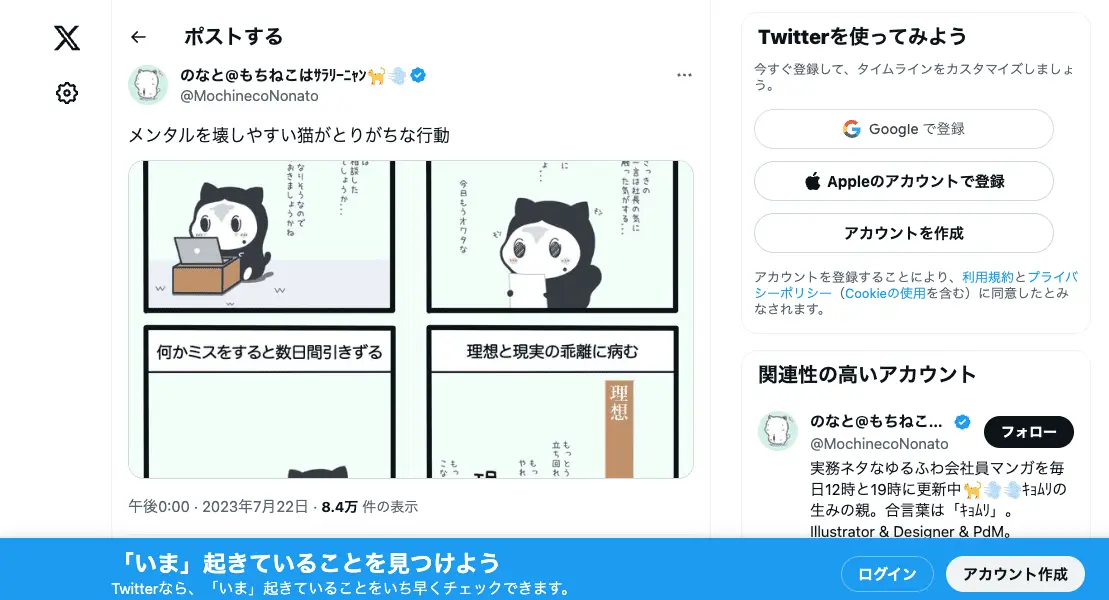 ポストする
のなと@もちねこはｻﾗﾘｰﾆｬﾝ🐈💨
@MochinecoNonato
メンタルを壊しやすい猫がとりがちな行動
相談した
でしょうか…
なりそうなので
おきましょうかね
さっきの
一言は社長の気に
触った気がする…
に
よ…
今日もうオワタな
何かミスをすると数日間引きずる
理想と現実の乖離に病む
理想
もっとう
立ち回れ
もっ
やれ
もっ
こな
午後0:00 · 2023年7月22日 · 8.4万 件の表示
Twitterを使ってみよう
今すぐ登録して、タイムラインをカスタマイズしましょ
う。
Google で登録
Appleのアカウントで登録
アカウントを作成
アカウントを登録することにより、利用規約とプライバ
シーポリシー（Cookieの使用を含む）に同意したとみ
なされます。
関連性の高いアカウント
のなと@もちねこ...
@MochinecoNonato
フォロー
実務ネタなゆるふわ会社員マンガを毎
日12時と19時に更新中🐈💨💨ｷｮﾑﾘの
生みの親。合言葉は「ｷｮﾑﾘ」。
Illustrator & Designer & PdM。
「いま」起きていることを見つけよう
Twitterなら、「いま」起きていることをいち早くチェックできます。
ログイン
アカウント作成